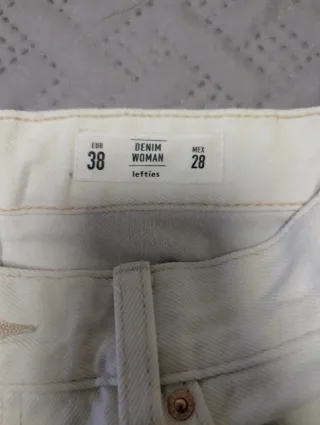 EUR
38
DENIM
WOMAN
lefties
MEX
28